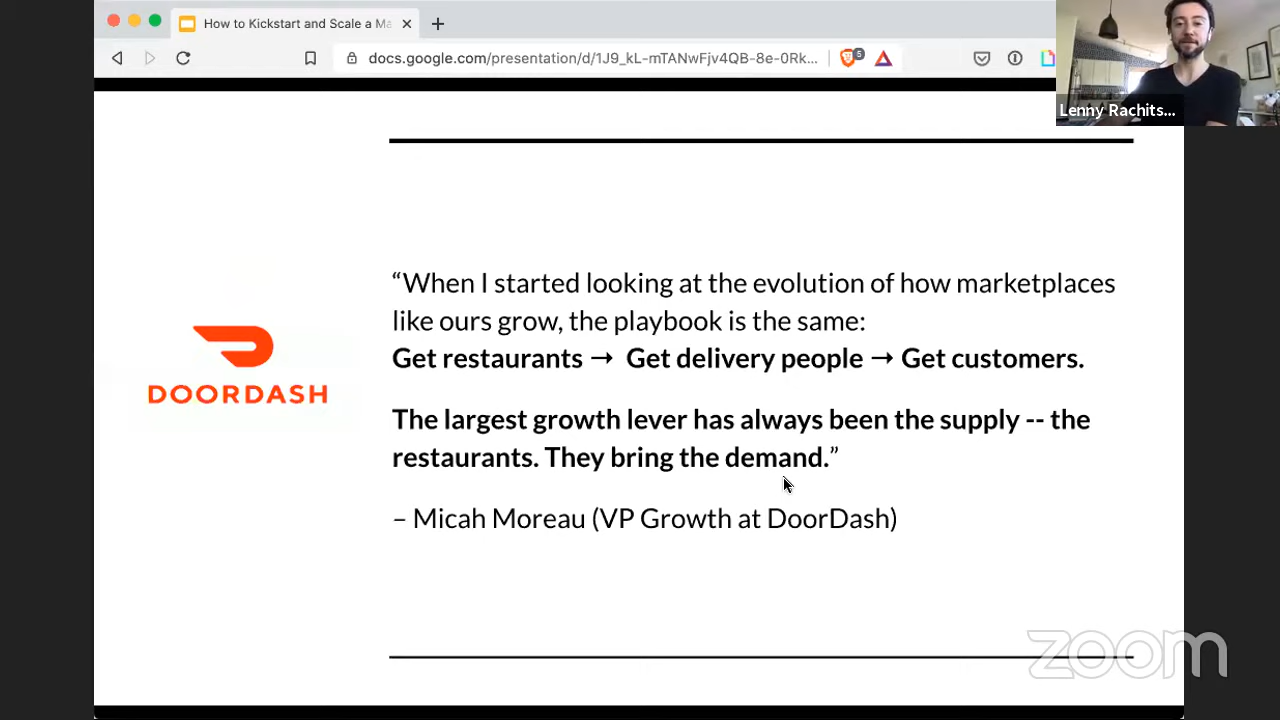 How to Kickstart and Scale a Ma
docs.google.com/presentation/d/1J9_kL-mTANwFjv4QB-8e-0Rk...
5
Lenny Rachits...
“When I started looking at the evolution of how marketplaces
like ours grow, the playbook is the same:
Get restaurants → Get delivery people → Get customers.
DOORDASH
The largest growth lever has always been the supply -- the
restaurants. They bring the demand.”
– Micah Moreau (VP Growth at DoorDash)
zoom